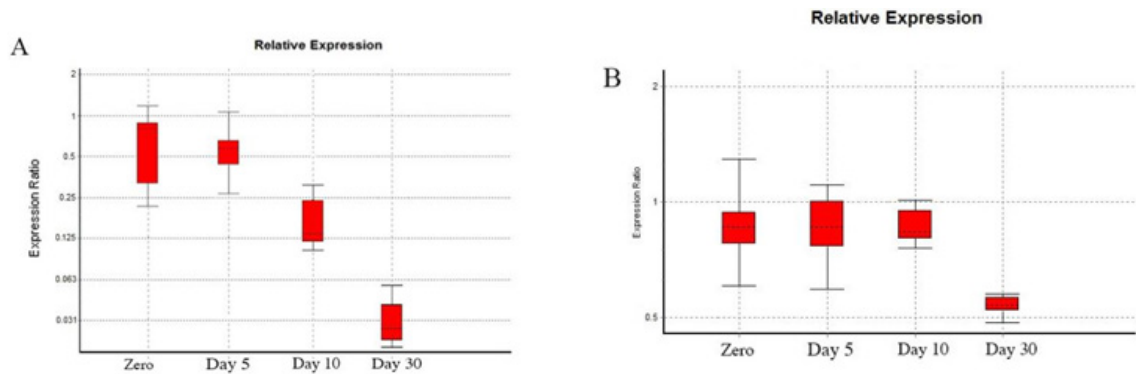 A
Relative Expression
Expression Ratio
2
1
0.5
0.25
0.125
0.063
0.031
Zero Day 5 Day 10 Day 30
B
Relative Expression
Expression Ratio
2
1
0.5
Zero Day 5 Day 10 Day 30